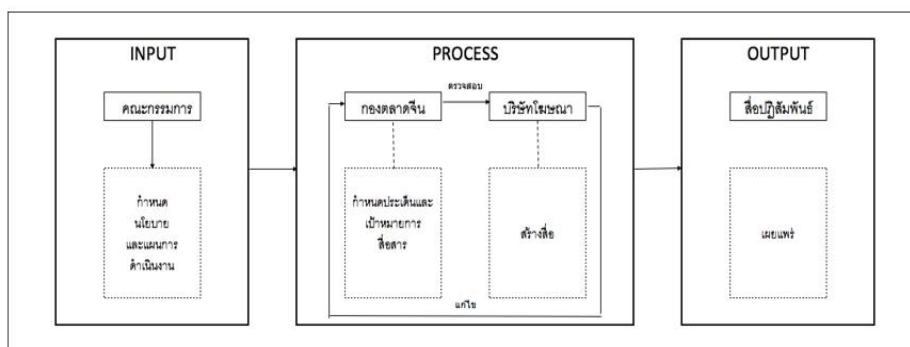 INPUT
คณะกรรมการ
กำหนด
นโยบาย
และแผนการ
ดำเนินงาน
PROCESS
ตรวจสอบ
กองตลาดจีน
บริษัทโฆษณา
กำหนดประเด็นและ
เป้าหมายการ
สื่อสาร
สร้างสื่อ
แก้ไข
OUTPUT
สื่อปฏิสัมพันธ์
เผยแพร่